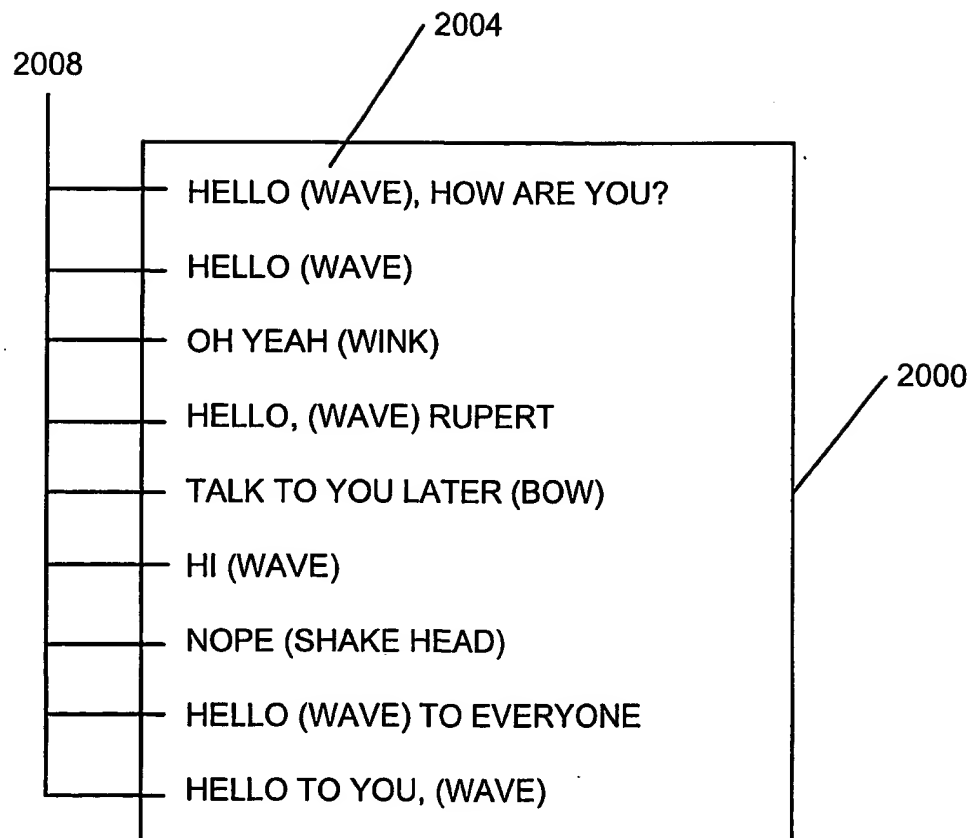 2004
2008
HELLO (WAVE), HOW ARE YOU?
HELLO (WAVE)
OH YEAH (WINK)
2000
HELLO, (WAVE) RUPERT
TALK TO YOU LATER (BOW)
HI (WAVE)
NOPE (SHAKE HEAD)
HELLO (WAVE) TO EVERYONE
HELLO TO YOU, (WAVE)